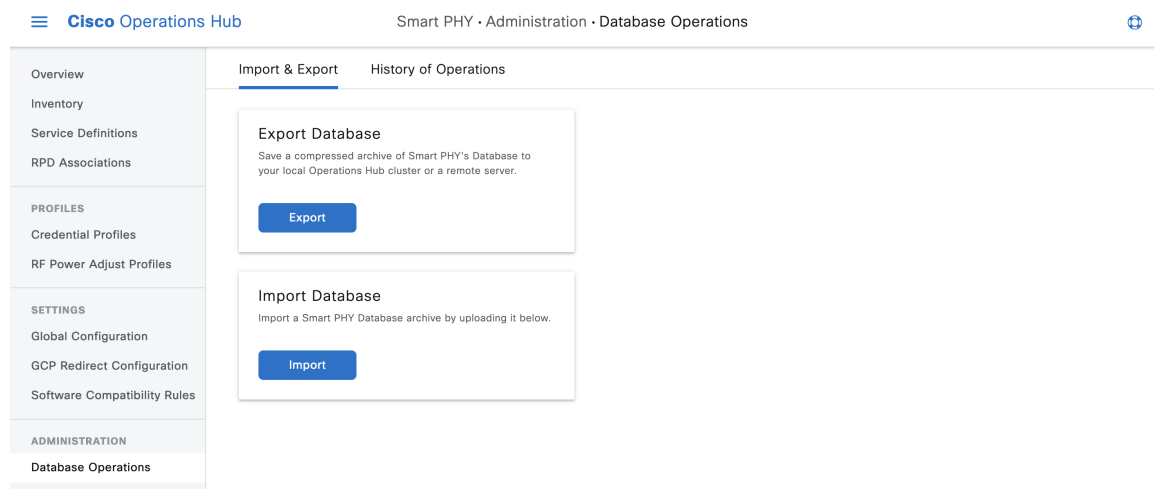 Cisco Operations Hub
Smart PHY • Administration • Database Operations
Overview
Inventory
Service Definitions
RPD Associations
PROFILES
Credential Profiles
RF Power Adjust Profiles
SETTINGS
Global Configuration
GCP Redirect Configuration
Software Compatibility Rules
ADMINISTRATION
Database Operations
Import & Export
History of Operations
Export Database
Save a compressed archive of Smart PHY's Database to
your local Operations Hub cluster or a remote server.
Export
Import Database
Import a Smart PHY Database archive by uploading it below.
Import